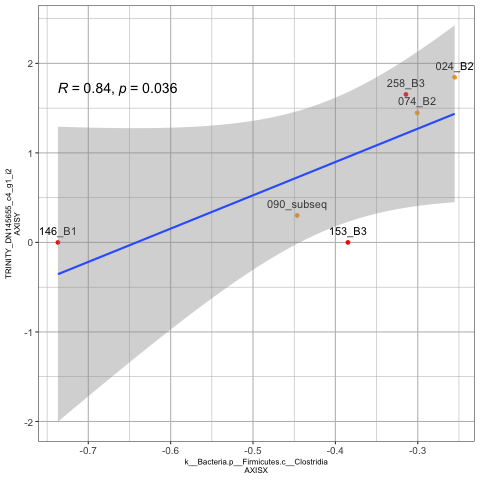 024_B2
258_B3
R = 0.84, p = 0.036
074_B2
090_subseq
146_B1
153_B3
2
1
0
-1
-2
-0.7
-0.6
-0.5
-0.4
-0.3
k__Bacteria.p__Firmicutes.c__Clostridia
AXISX
TRINITY_DN145655_c4_g1_i2
AXISY